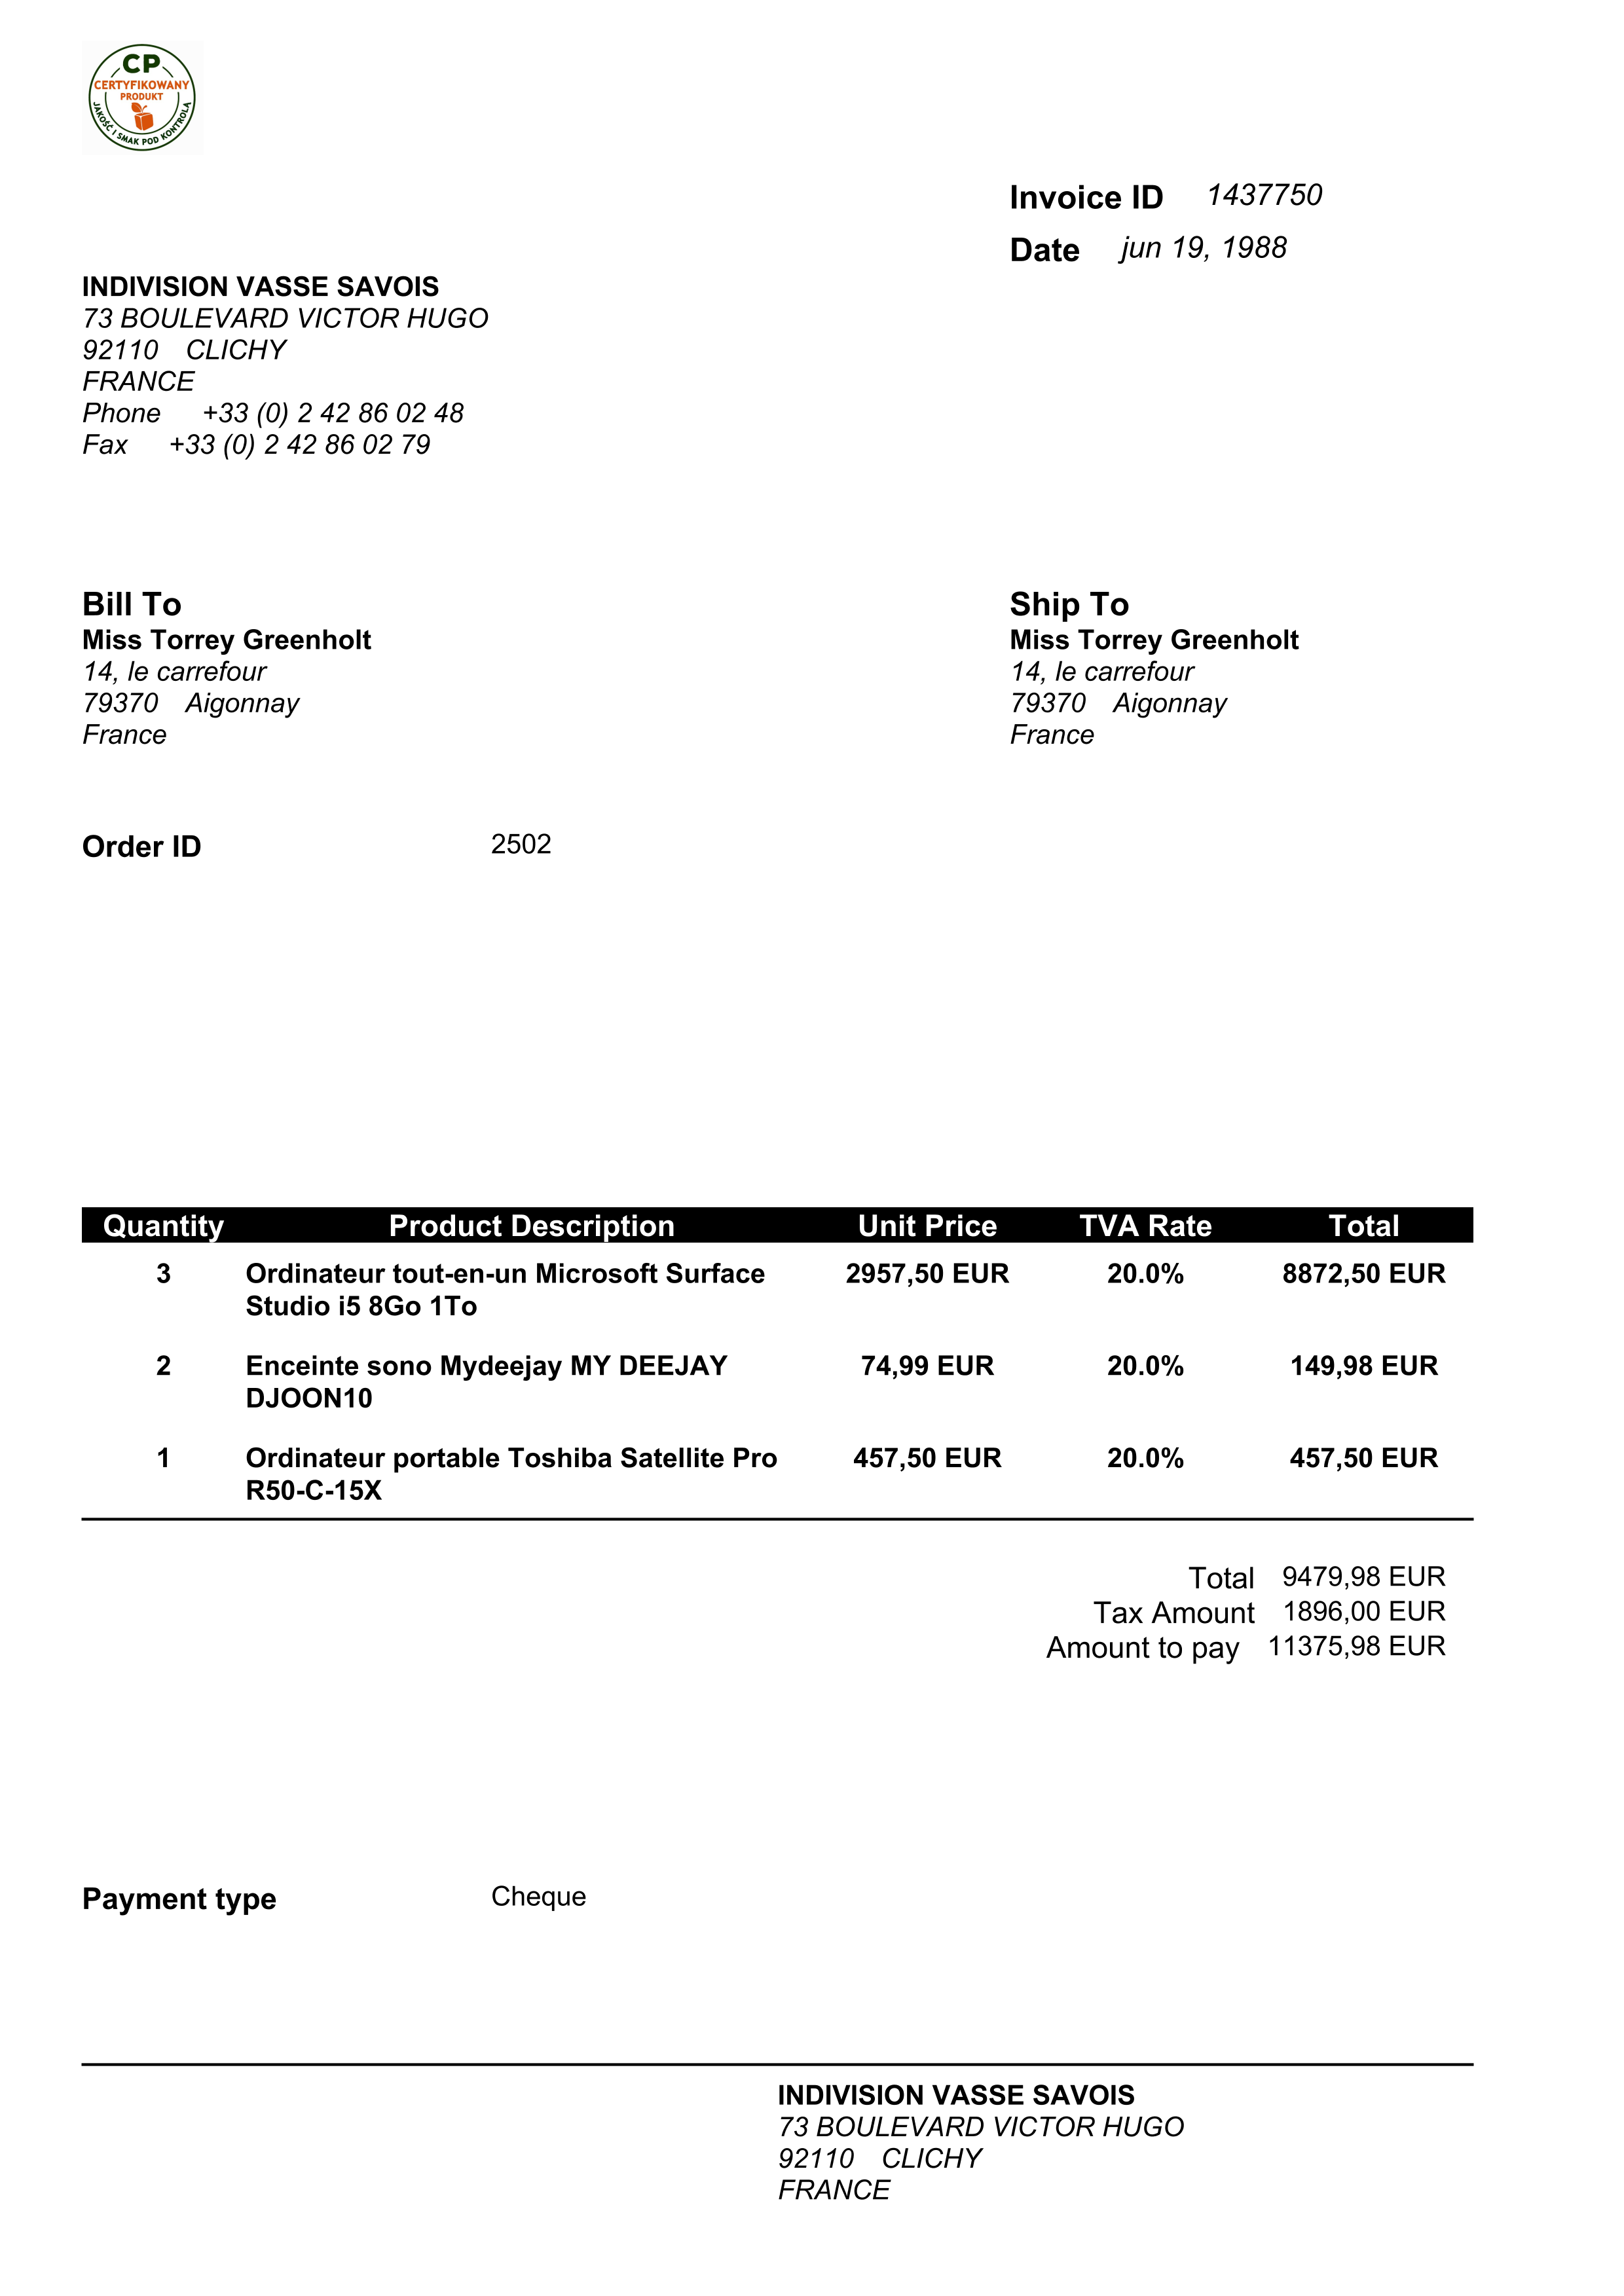 CP
CERTYFIKOWANY
PRODUKT
JAKOŚĆ I SMAK POD KONTROLĄ
Invoice ID 1437750
Date jun 19, 1988
INDIVISION VASSE SAVOIS
73 BOULEVARD VICTOR HUGO
92110 CLICHY
FRANCE
Phone +33 (0) 2 42 86 02 48
Fax +33 (0) 2 42 86 02 79
Bill To
Miss Torrey Greenholt
14, le carrefour
79370 Aigonnay
France
Ship To
Miss Torrey Greenholt
14, le carrefour
79370 Aigonnay
France
Order ID 2502
Quantity Product Description Unit Price TVA Rate Total
3 Ordinateur tout-en-un Microsoft Surface 2957,50 EUR 20.0% 8872,50 EUR
Studio i5 8Go 1To
2 Enceinte sono Mydeejay MY DEEJAY 74,99 EUR 20.0% 149,98 EUR
DJOON10
1 Ordinateur portable Toshiba Satellite Pro 457,50 EUR 20.0% 457,50 EUR
R50-C-15X
Total 9479,98 EUR
Tax Amount 1896,00 EUR
Amount to pay 11375,98 EUR
Payment type Cheque
INDIVISION VASSE SAVOIS
73 BOULEVARD VICTOR HUGO
92110 CLICHY
FRANCE